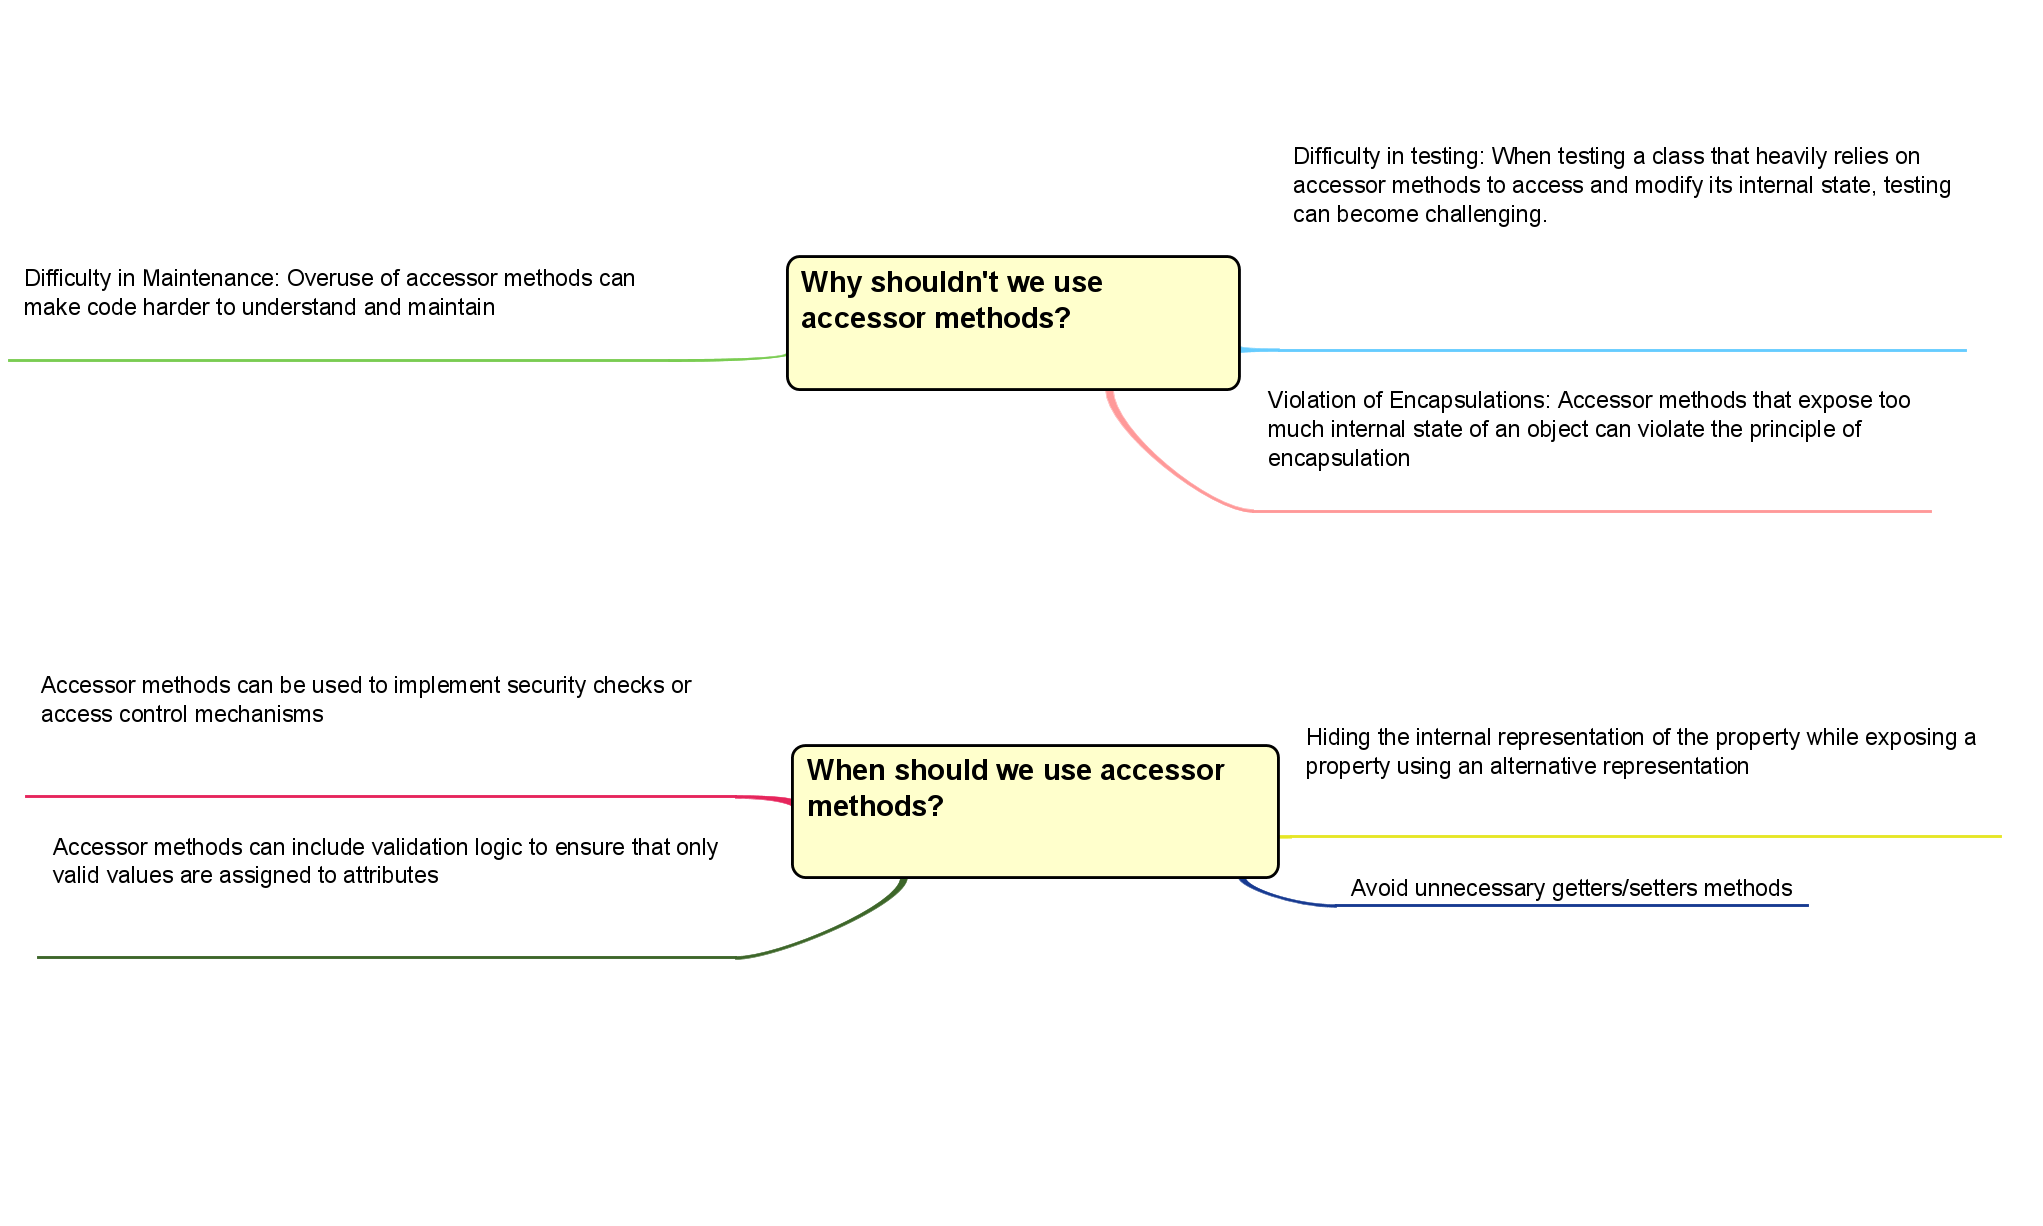 Difficulty in testing: When testing a class that heavily relies on
accessor methods to access and modify its internal state, testing
can become challenging.
Why shouldn't we use
accessor methods?
Difficulty in Maintenance: Overuse of accessor methods can
make code harder to understand and maintain
Violation of Encapsulations: Accessor methods that expose too
much internal state of an object can violate the principle of
encapsulation
Accessor methods can be used to implement security checks or
access control mechanisms
When should we use accessor
methods?
Hiding the internal representation of the property while exposing a
property using an alternative representation
Accessor methods can include validation logic to ensure that only
valid values are assigned to attributes
Avoid unnecessary getters/setters methods